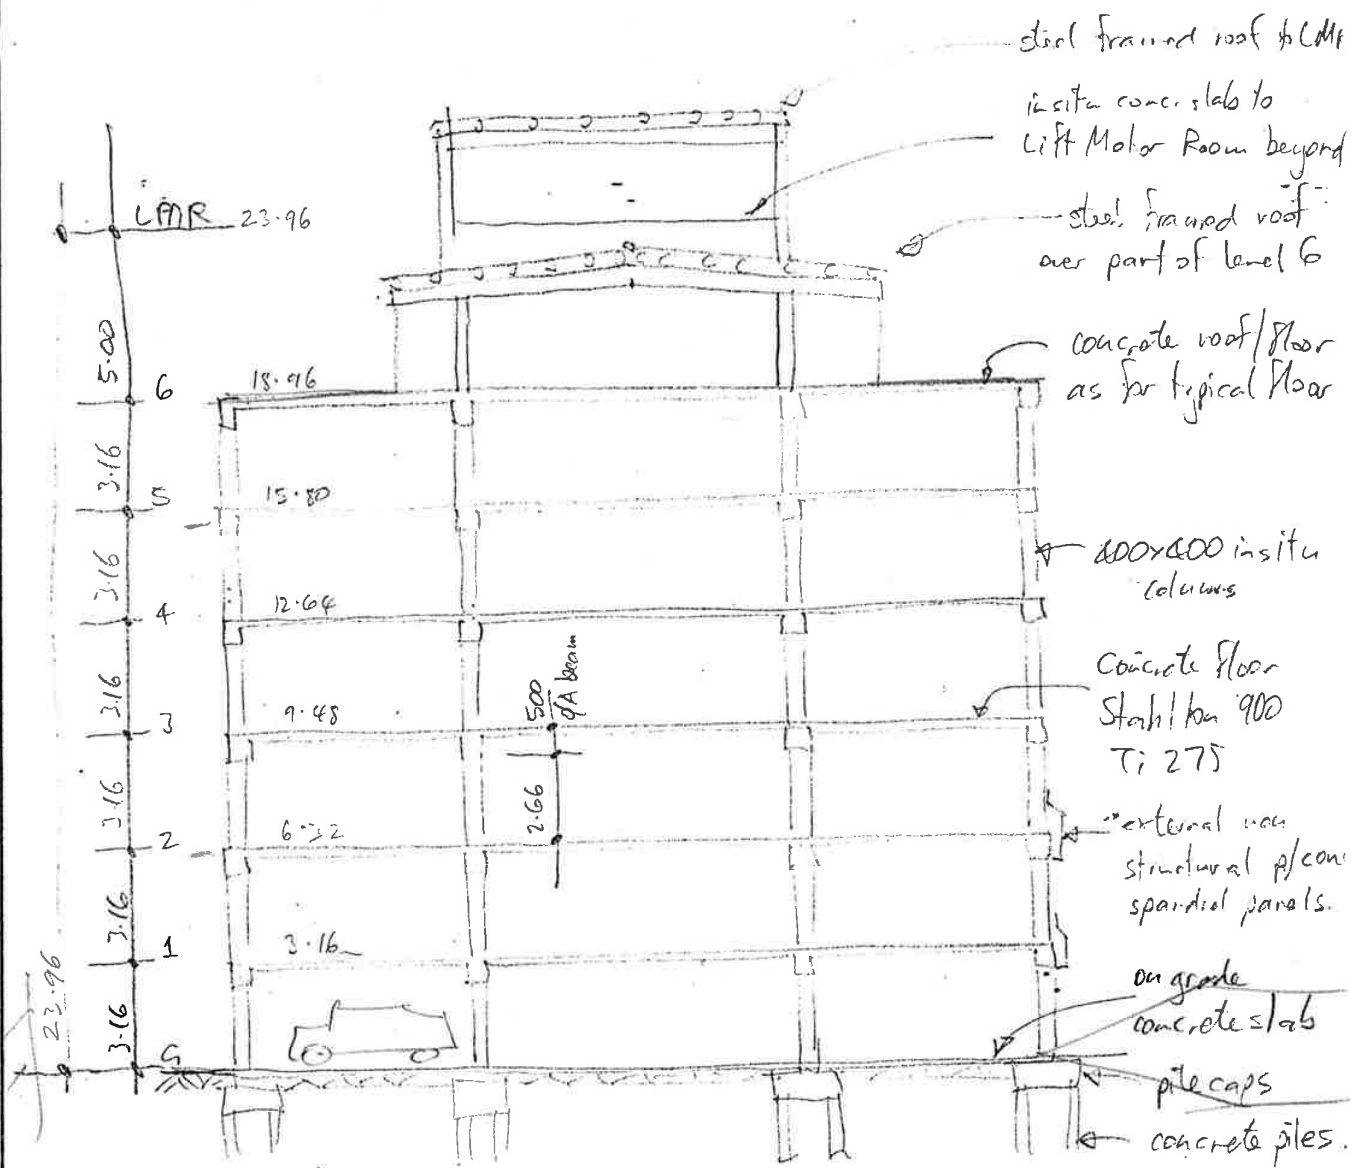 steel framed roof to LMR
insitu conc. slab to
Lift Motor Room beyond
steel framed roof
over part of level 6
concrete roof/floor
as for typical floor
400x400 insitu
columns
Concrete floor
Stahlton 900
Ti 275
external non
structural p/conc
spandrel panels.
on grade
concrete slab
pile caps
concrete piles.
LMR 23.96
5.00
6
18.96
3.16
5
15.80
3.16
4
12.64
3.16
3
9.48
500
o/A beam
3.16
2.66
2
6.32
3.16
1
3.16
3.16
G
23.96